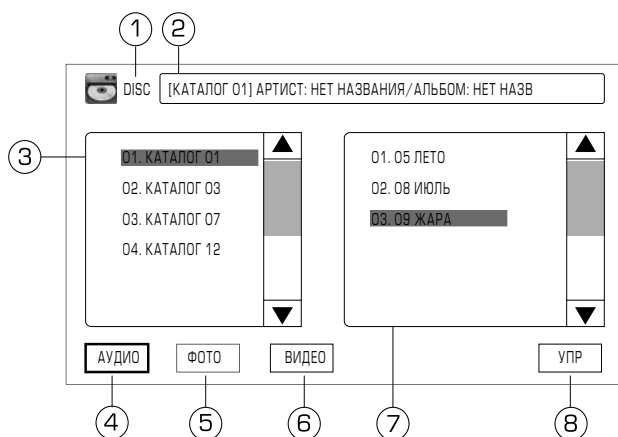 1 2
DISC [КАТАЛОГ 01] АРТИСТ: НЕТ НАЗВАНИЯ/АЛЬБОМ: НЕТ НАЗВ
3
01. КАТАЛОГ 01
02. КАТАЛОГ 03
03. КАТАЛОГ 07
04. КАТАЛОГ 12
01. 05 ЛЕТО
02. 08 ИЮЛЬ
03. 09 ЖАРА
АУДИО ФОТО ВИДЕО УПР
4 5 6 7 8